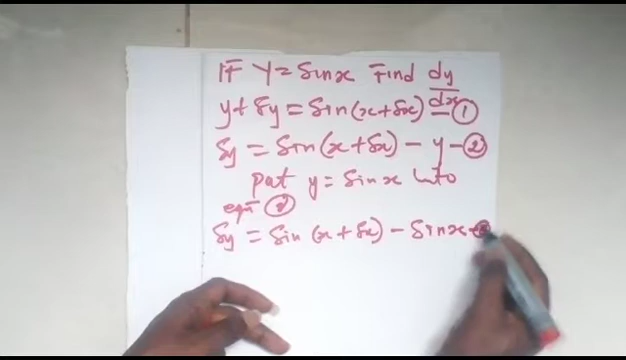 IF Y = Sinx Find dy/dx
y + δy = Sin(x + δx) — ①
δy = Sin(x + δx) - y - ②
Put y = Sinx into
eqn ②
δy = Sin (x + δx) - Sinx -